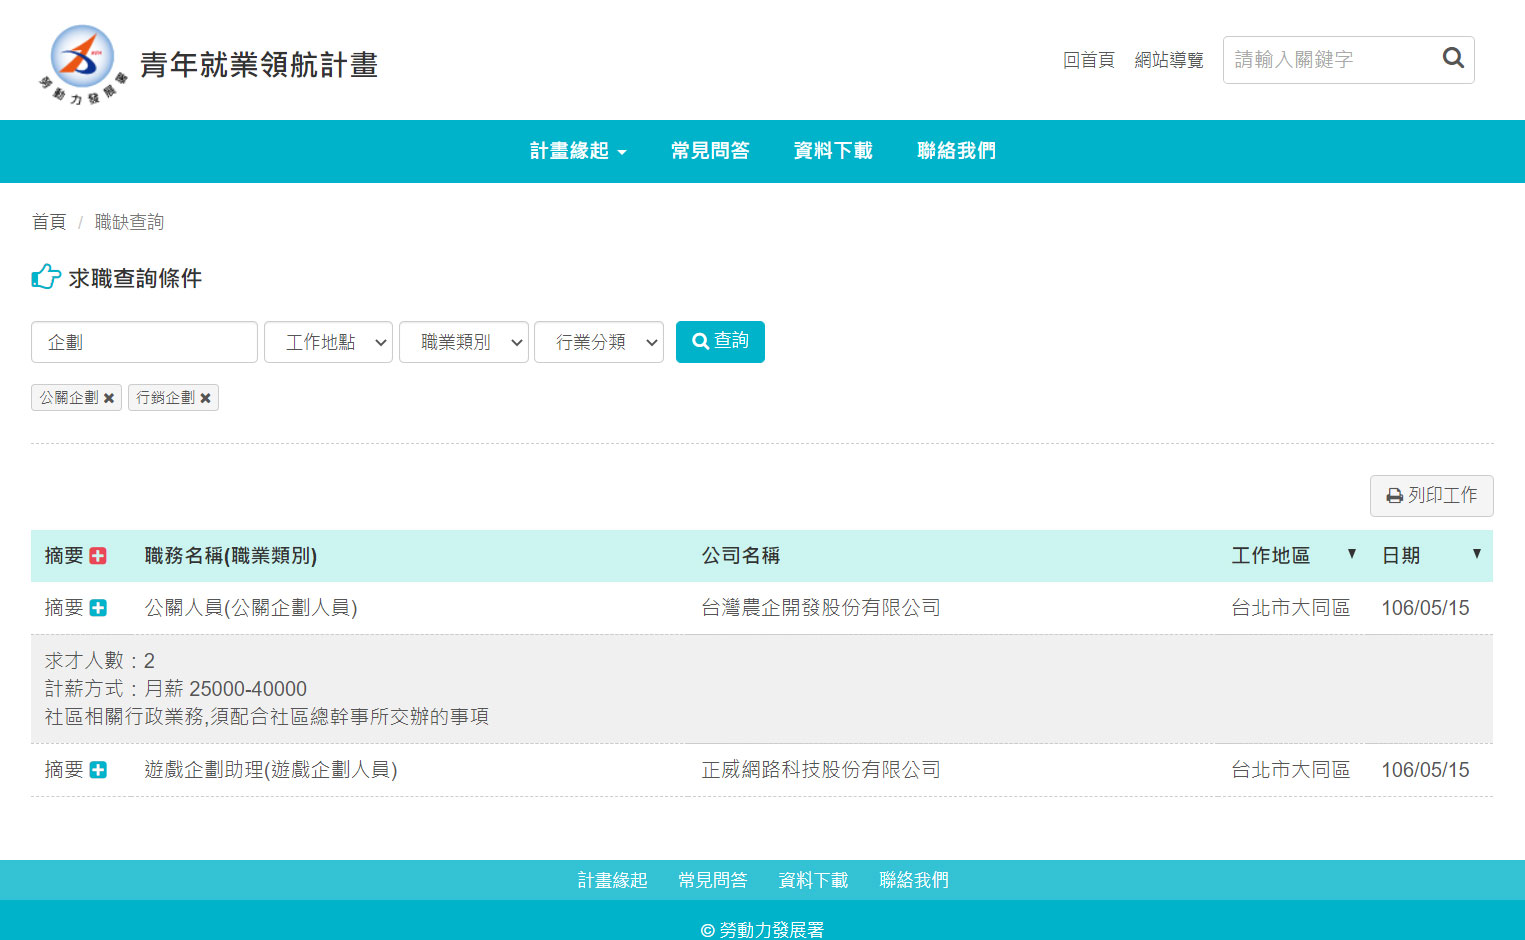 勞動力發展署
青年就業領航計畫
回首頁 網站導覽 請輸入關鍵字
計畫緣起 常見問答 資料下載 聯絡我們
首頁 / 職缺查詢
求職查詢條件
企劃 工作地點 職業類別 行業分類 查詢
公關企劃 行銷企劃
列印工作
摘要 職務名稱(職業類別) 公司名稱 工作地區 ▼ 日期 ▼
摘要 公關人員(公關企劃人員) 台灣農企開發股份有限公司 台北市大同區 106/05/15
求才人數：2
計薪方式：月薪 25000-40000
社區相關行政業務,須配合社區總幹事所交辦的事項
摘要 遊戲企劃助理(遊戲企劃人員) 正威網路科技股份有限公司 台北市大同區 106/05/15
計畫緣起 常見問答 資料下載 聯絡我們
© 勞動力發展署